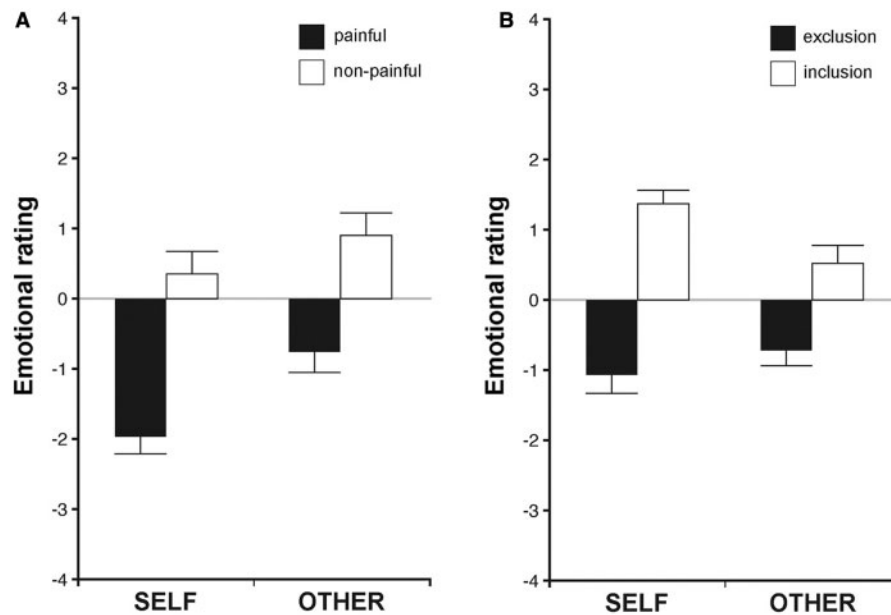 A
painful
non-painful
Emotional rating
4
3
2
1
0
-1
-2
-3
-4
SELF
OTHER
B
exclusion
inclusion
Emotional rating
4
3
2
1
0
-1
-2
-3
-4
SELF
OTHER